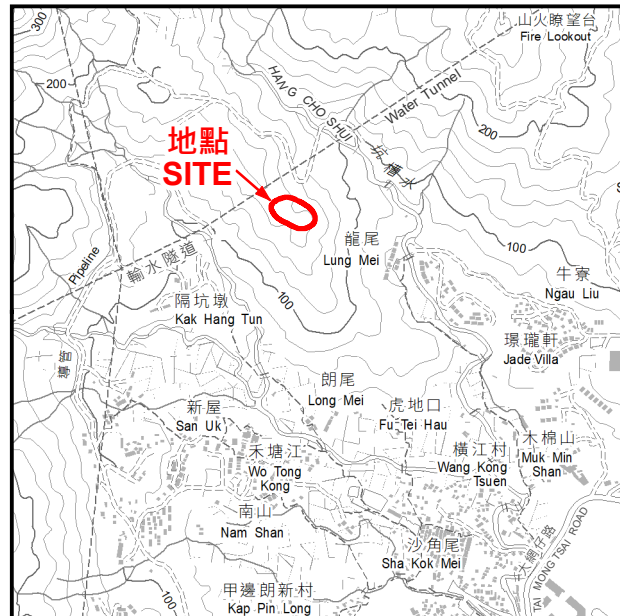 山火瞭望台
Fire Lookout
300
200
HANG CHO SHUI
Water Tunnel
200
坑槽水
地點
SITE
龍尾
Lung Mei
100
Pipeline
輸水隧道
牛寮
Ngau Liu
隔坑墩
Kak Hang Tun
100
璟瓏軒
Jade Villa
導管
朗尾
Long Mei
新屋
San Uk
虎地口
Fu Tei Hau
禾塘江
Wo Tong
Kong
橫江村
Wang Kong
Tsuen
木棉山
Muk Min
Shan
南山
Nam Shan
沙角尾
Sha Kok Mei
大網仔路
TAI MONG TSAI ROAD
甲邊朗新村
Kap Pin Long
100